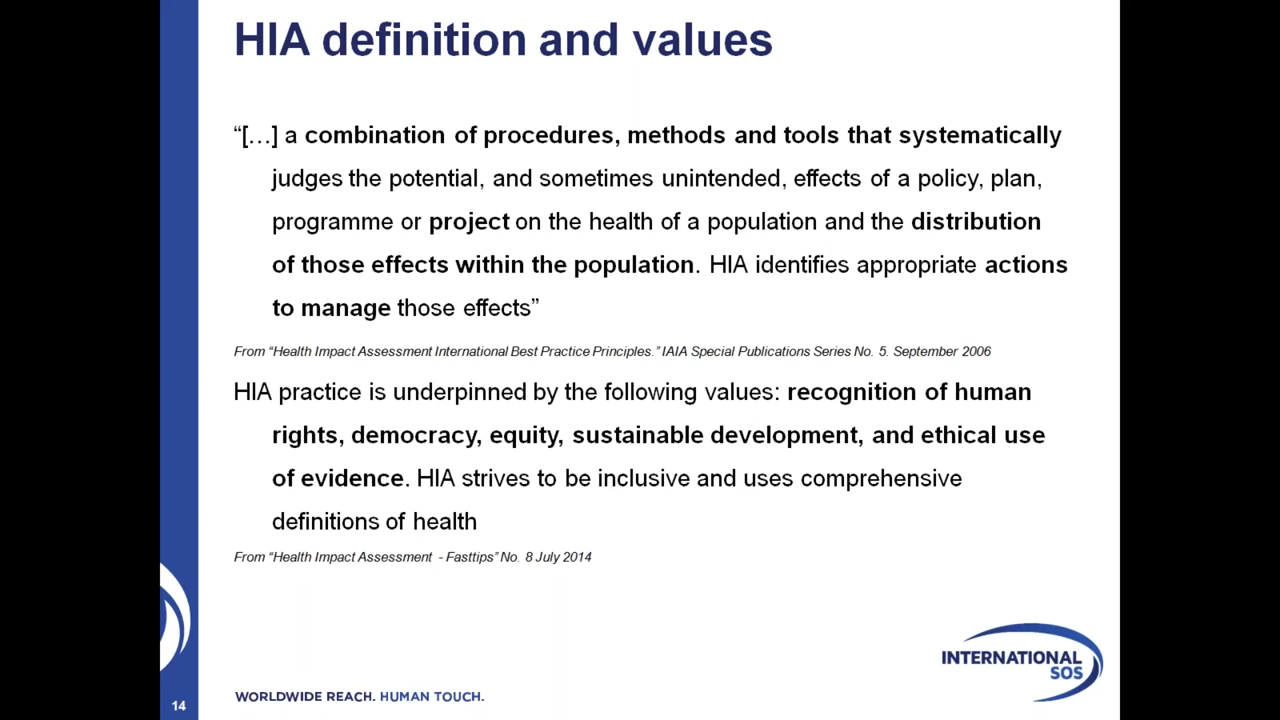 HIA definition and values
“[…] a combination of procedures, methods and tools that systematically
judges the potential, and sometimes unintended, effects of a policy, plan,
programme or project on the health of a population and the distribution
of those effects within the population. HIA identifies appropriate actions
to manage those effects”
From “Health Impact Assessment International Best Practice Principles.” IAIA Special Publications Series No. 5. September 2006
HIA practice is underpinned by the following values: recognition of human
rights, democracy, equity, sustainable development, and ethical use
of evidence. HIA strives to be inclusive and uses comprehensive
definitions of health
From “Health Impact Assessment - Fasttips” No. 8 July 2014
INTERNATIONAL
SOS
WORLDWIDE REACH. HUMAN TOUCH.
14